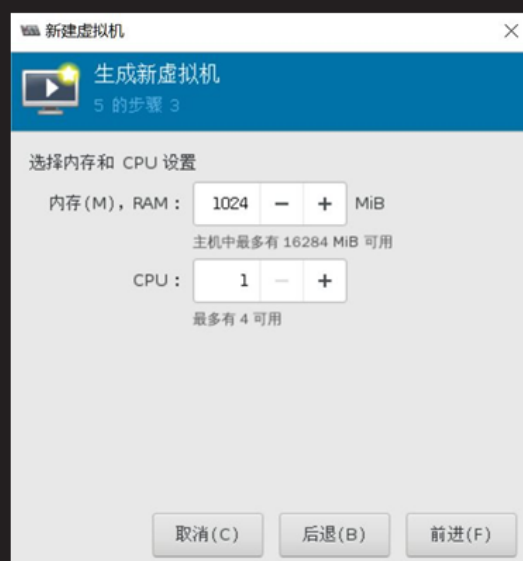 新建虚拟机
生成新虚拟机
5 的步骤 3
选择内存和 CPU 设置
内存(M), RAM: 1024 − + MiB
主机中最多有 16284 MiB 可用
CPU: 1 − +
最多有 4 可用
取消(C) 后退(B) 前进(F)